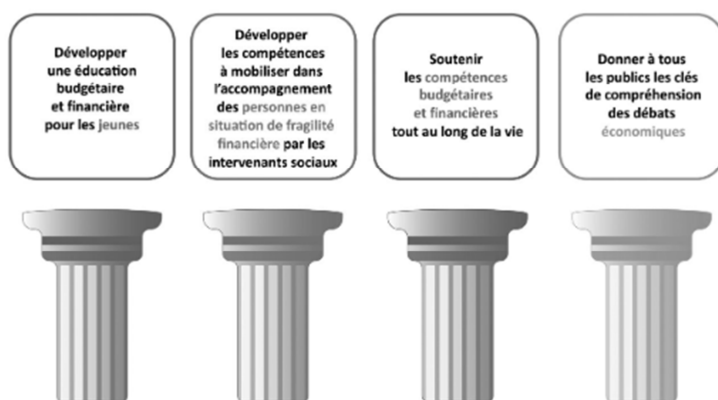 Développer
une éducation
budgétaire
et financière
pour les jeunes
Développer
les compétences
à mobiliser dans
l'accompagnement
des personnes en
situation de fragilité
financière par les
intervenants sociaux
Soutenir
les compétences
budgétaires
et financières
tout au long de la vie
Donner à tous
les publics les clés
de compréhension
des débats
économiques